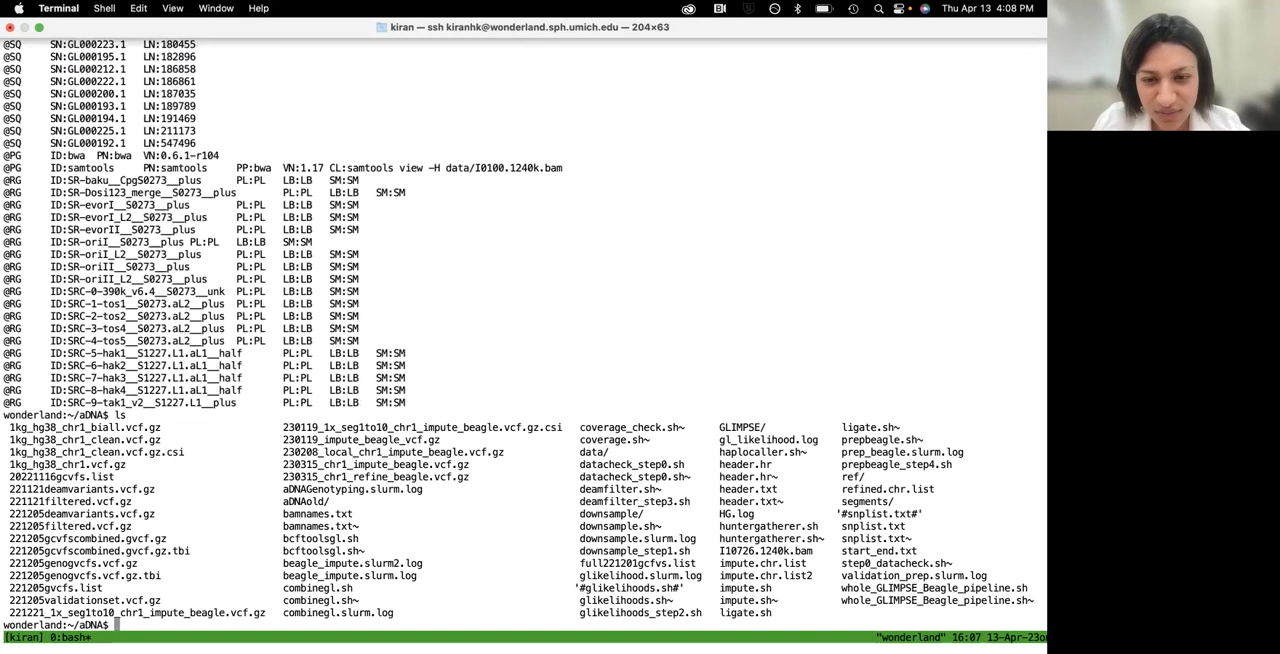 Terminal Shell Edit View Window Help Thu Apr 13 4:08 PM
kiran — ssh kiranhk@wonderland.sph.umich.edu — 204×63
@SQ SN:GL000223.1 LN:180455
@SQ SN:GL000195.1 LN:182896
@SQ SN:GL000212.1 LN:186858
@SQ SN:GL000222.1 LN:186861
@SQ SN:GL000200.1 LN:187035
@SQ SN:GL000193.1 LN:189789
@SQ SN:GL000194.1 LN:191469
@SQ SN:GL000225.1 LN:211173
@SQ SN:GL000192.1 LN:547496
@PG ID:bwa PN:bwa VN:0.6.1-r104
@PG ID:samtools PN:samtools PP:bwa VN:1.17 CL:samtools view -H data/I0100.1240k.bam
@RG ID:SR-baku__CpgS0273__plus PL:PL LB:LB SM:SM
@RG ID:SR-Dosi123_merge__S0273__plus PL:PL LB:LB SM:SM
@RG ID:SR-evorI__S0273__plus PL:PL LB:LB SM:SM
@RG ID:SR-evorI_L2__S0273__plus PL:PL LB:LB SM:SM
@RG ID:SR-evorII__S0273__plus PL:PL LB:LB SM:SM
@RG ID:SR-oriI__S0273__plus PL:PL LB:LB SM:SM
@RG ID:SR-oriI_L2__S0273__plus PL:PL LB:LB SM:SM
@RG ID:SR-oriII__S0273__plus PL:PL LB:LB SM:SM
@RG ID:SR-oriII_L2__S0273__plus PL:PL LB:LB SM:SM
@RG ID:SRC-0-390k_v6.4__S0273__unk PL:PL LB:LB SM:SM
@RG ID:SRC-1-tos1__S0273.aL2__plus PL:PL LB:LB SM:SM
@RG ID:SRC-2-tos2__S0273.aL2__plus PL:PL LB:LB SM:SM
@RG ID:SRC-3-tos4__S0273.aL2__plus PL:PL LB:LB SM:SM
@RG ID:SRC-4-tos5__S0273.aL2__plus PL:PL LB:LB SM:SM
@RG ID:SRC-5-hak1__S1227.L1.aL1__half PL:PL LB:LB SM:SM
@RG ID:SRC-6-hak2__S1227.L1.aL1__half PL:PL LB:LB SM:SM
@RG ID:SRC-7-hak3__S1227.L1.aL1__half PL:PL LB:LB SM:SM
@RG ID:SRC-8-hak4__S1227.L1.aL1__half PL:PL LB:LB SM:SM
@RG ID:SRC-9-tak1_v2__S1227.L1__plus PL:PL LB:LB SM:SM
wonderland:~/aDNA$ ls
1kg_hg38_chr1_biall.vcf.gz 230119_1x_seg1to10_chr1_impute_beagle.vcf.gz.csi coverage_check.sh~ GLIMPSE/ ligate.sh~
1kg_hg38_chr1_clean.vcf.gz 230119_impute_beagle_vcf.gz coverage.sh~ gl_likelihood.log prepbeagle.sh~
1kg_hg38_chr1_clean.vcf.gz.csi 230208_local_chr1_impute_beagle.vcf.gz data/ haplocaller.sh~ prep_beagle.slurm.log
1kg_hg38_chr1.vcf.gz 230315_chr1_impute_beagle.vcf.gz datacheck_step0.sh header.hr prepbeagle_step4.sh
20221116gcvfs.list 230315_chr1_refine_beagle.vcf.gz datacheck_step0.sh~ header.hr~ ref/
221121deamvariants.vcf.gz aDNAGenotyping.slurm.log deamfilter.sh~ header.txt refined.chr.list
221121filtered.vcf.gz aDNAold/ deamfilter_step3.sh header.txt~ segments/
221205deamvariants.vcf.gz bamnames.txt downsample/ HG.log '#snplist.txt#'
221205filtered.vcf.gz bamnames.txt~ downsample.sh~ huntergatherer.sh snplist.txt
221205gcvfscombined.gvcf.gz bcftoolsgl.sh downsample.slurm.log huntergatherer.sh~ snplist.txt~
221205gcvfscombined.gvcf.gz.tbi bcftoolsgl.sh~ downsample_step1.sh I10726.1240k.bam start_end.txt
221205genogvcfs.vcf.gz beagle_impute.slurm2.log full221201gcfvs.list impute.chr.list step0_datacheck.sh~
221205genogvcfs.vcf.gz.tbi beagle_impute.slurm.log glikelihood.slurm.log impute.chr.list2 validation_prep.slurm.log
221205gvcfs.list combinegl.sh '#glikelihoods.sh#' impute.sh whole_GLIMPSE_Beagle_pipeline.sh
221205validationset.vcf.gz combinegl.sh~ glikelihoods.sh~ impute.sh~ whole_GLIMPSE_Beagle_pipeline.sh~
221221_1x_seg1to10_chr1_impute_beagle.vcf.gz combinegl.slurm.log glikelihoods_step2.sh ligate.sh
wonderland:~/aDNA$
[kiran] 0:bash* "wonderland" 16:07 13-Apr-23